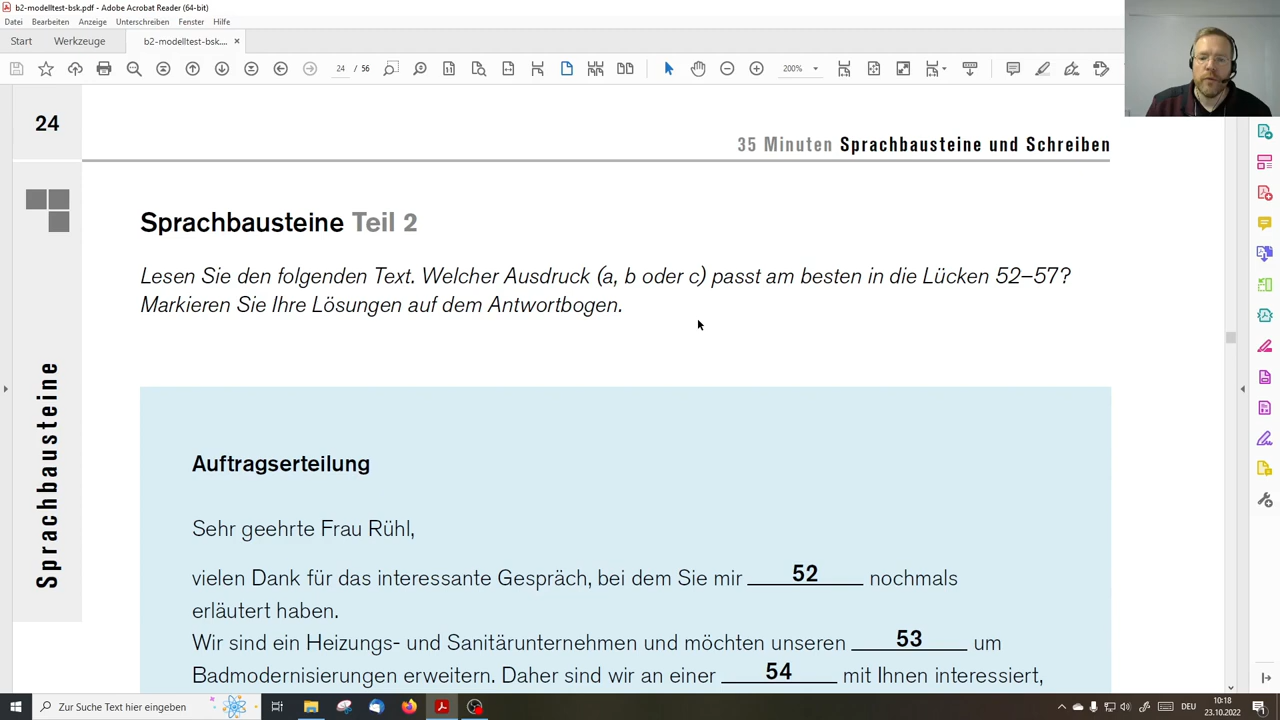 b2-modelltest-bsk.pdf - Adobe Acrobat Reader (64-bit)
Datei Bearbeiten Anzeige Unterschreiben Fenster Hilfe
Start Werkzeuge b2-modelltest-bsk.... ×
24 / 56 200%
24
35 Minuten Sprachbausteine und Schreiben
Sprachbausteine
Sprachbausteine Teil 2
Lesen Sie den folgenden Text. Welcher Ausdruck (a, b oder c) passt am besten in die Lücken 52–57?
Markieren Sie Ihre Lösungen auf dem Antwortbogen.
Auftragserteilung
Sehr geehrte Frau Rühl,
vielen Dank für das interessante Gespräch, bei dem Sie mir 52 nochmals
erläutert haben.
Wir sind ein Heizungs- und Sanitärunternehmen und möchten unseren 53 um
Badmodernisierungen erweitern. Daher sind wir an einer 54 mit Ihnen interessiert,
Zur Suche Text hier eingeben
DEU
10:18
23.10.2022
1